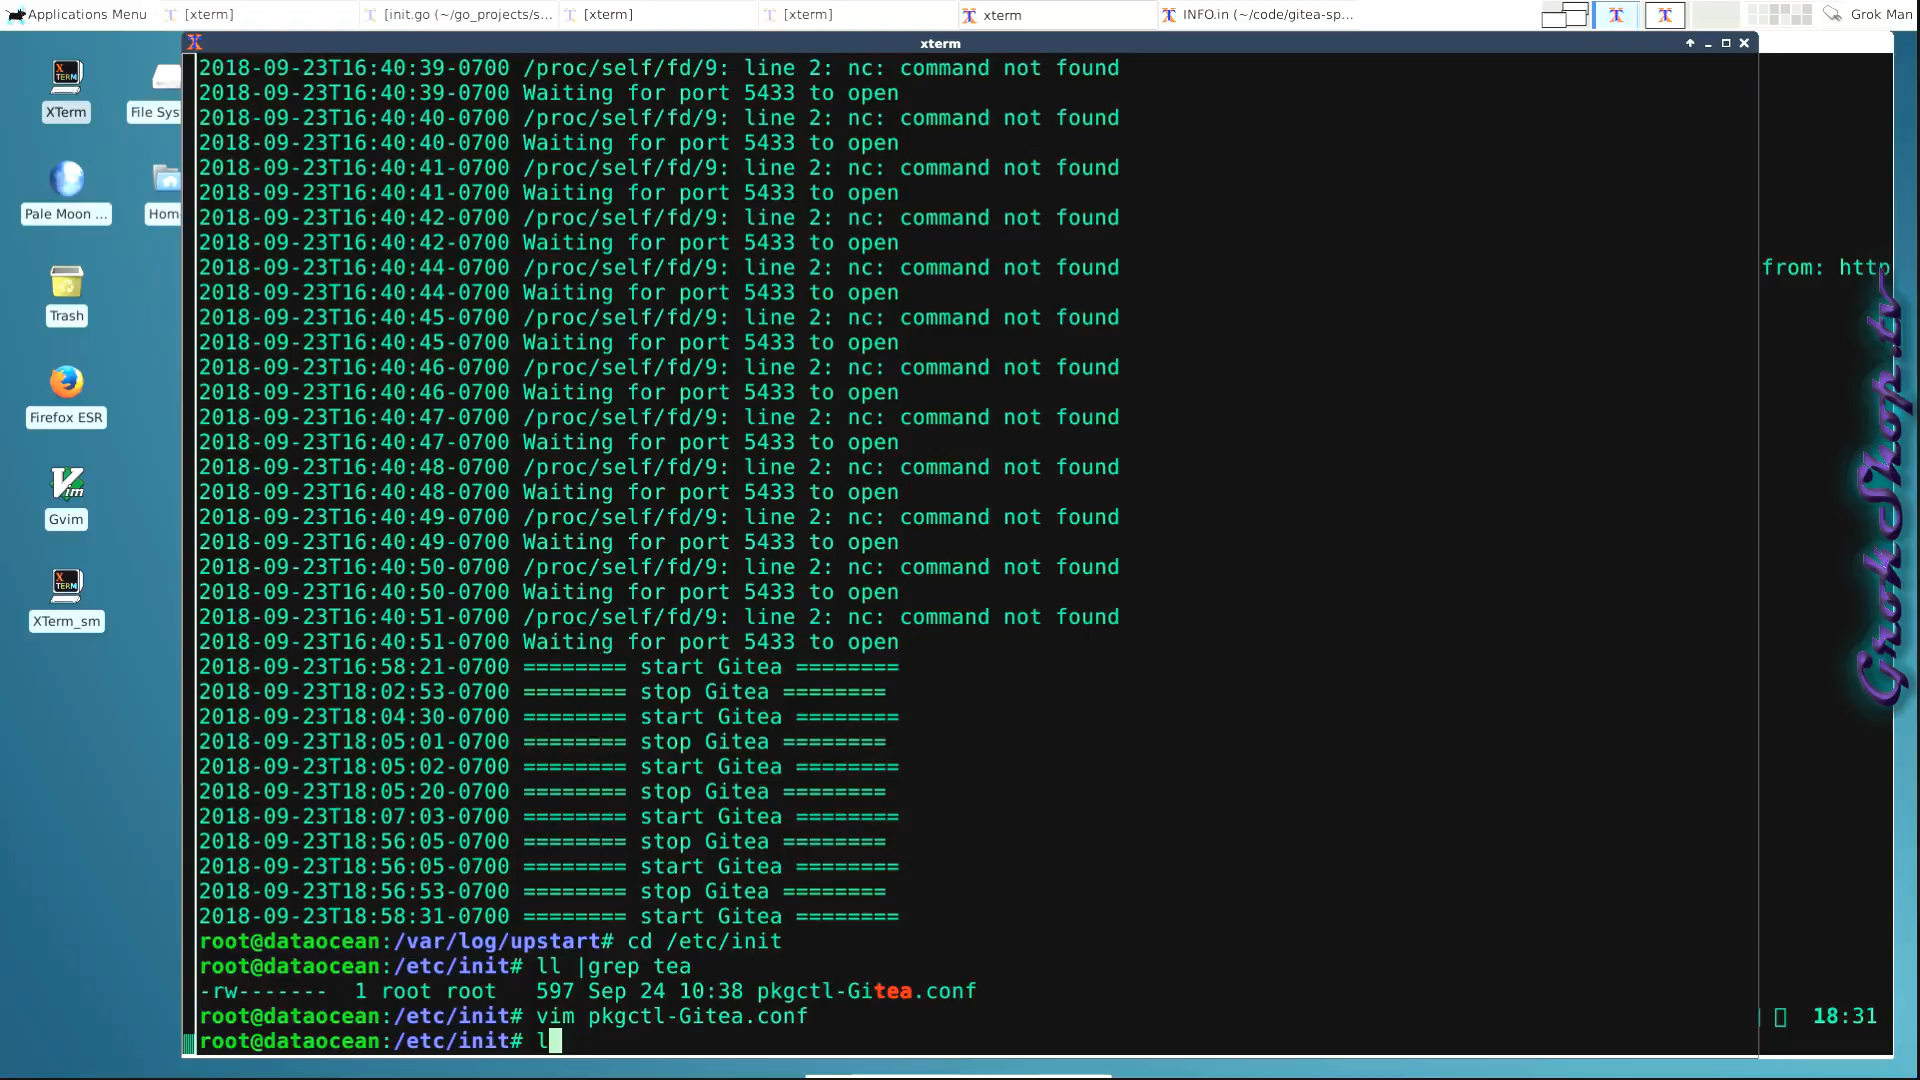 Applications Menu
[xterm]
[init.go (~/go_projects/s...
[xterm]
[xterm]
xterm
INFO.in (~/code/gitea-sp...
Grok Man
xterm
XTerm
File Sys
Pale Moon ...
Hom
Trash
Firefox ESR
Gvim
XTerm_sm
2018-09-23T16:40:39-0700 /proc/self/fd/9: line 2: nc: command not found
2018-09-23T16:40:39-0700 Waiting for port 5433 to open
2018-09-23T16:40:40-0700 /proc/self/fd/9: line 2: nc: command not found
2018-09-23T16:40:40-0700 Waiting for port 5433 to open
2018-09-23T16:40:41-0700 /proc/self/fd/9: line 2: nc: command not found
2018-09-23T16:40:41-0700 Waiting for port 5433 to open
2018-09-23T16:40:42-0700 /proc/self/fd/9: line 2: nc: command not found
2018-09-23T16:40:42-0700 Waiting for port 5433 to open
2018-09-23T16:40:44-0700 /proc/self/fd/9: line 2: nc: command not found
2018-09-23T16:40:44-0700 Waiting for port 5433 to open
2018-09-23T16:40:45-0700 /proc/self/fd/9: line 2: nc: command not found
2018-09-23T16:40:45-0700 Waiting for port 5433 to open
2018-09-23T16:40:46-0700 /proc/self/fd/9: line 2: nc: command not found
2018-09-23T16:40:46-0700 Waiting for port 5433 to open
2018-09-23T16:40:47-0700 /proc/self/fd/9: line 2: nc: command not found
2018-09-23T16:40:47-0700 Waiting for port 5433 to open
2018-09-23T16:40:48-0700 /proc/self/fd/9: line 2: nc: command not found
2018-09-23T16:40:48-0700 Waiting for port 5433 to open
2018-09-23T16:40:49-0700 /proc/self/fd/9: line 2: nc: command not found
2018-09-23T16:40:49-0700 Waiting for port 5433 to open
2018-09-23T16:40:50-0700 /proc/self/fd/9: line 2: nc: command not found
2018-09-23T16:40:50-0700 Waiting for port 5433 to open
2018-09-23T16:40:51-0700 /proc/self/fd/9: line 2: nc: command not found
2018-09-23T16:40:51-0700 Waiting for port 5433 to open
2018-09-23T16:58:21-0700 ======== start Gitea ========
2018-09-23T18:02:53-0700 ======== stop Gitea ========
2018-09-23T18:04:30-0700 ======== start Gitea ========
2018-09-23T18:05:01-0700 ======== stop Gitea ========
2018-09-23T18:05:02-0700 ======== start Gitea ========
2018-09-23T18:05:20-0700 ======== stop Gitea ========
2018-09-23T18:07:03-0700 ======== start Gitea ========
2018-09-23T18:56:05-0700 ======== stop Gitea ========
2018-09-23T18:56:05-0700 ======== start Gitea ========
2018-09-23T18:56:53-0700 ======== stop Gitea ========
2018-09-23T18:58:31-0700 ======== start Gitea ========
root@dataocean:/var/log/upstart# cd /etc/init
root@dataocean:/etc/init# ll |grep tea
-rw------- 1 root root 597 Sep 24 10:38 pkgctl-Gitea.conf
root@dataocean:/etc/init# vim pkgctl-Gitea.conf
root@dataocean:/etc/init# l
from: http
18:31
GrokShop.tv